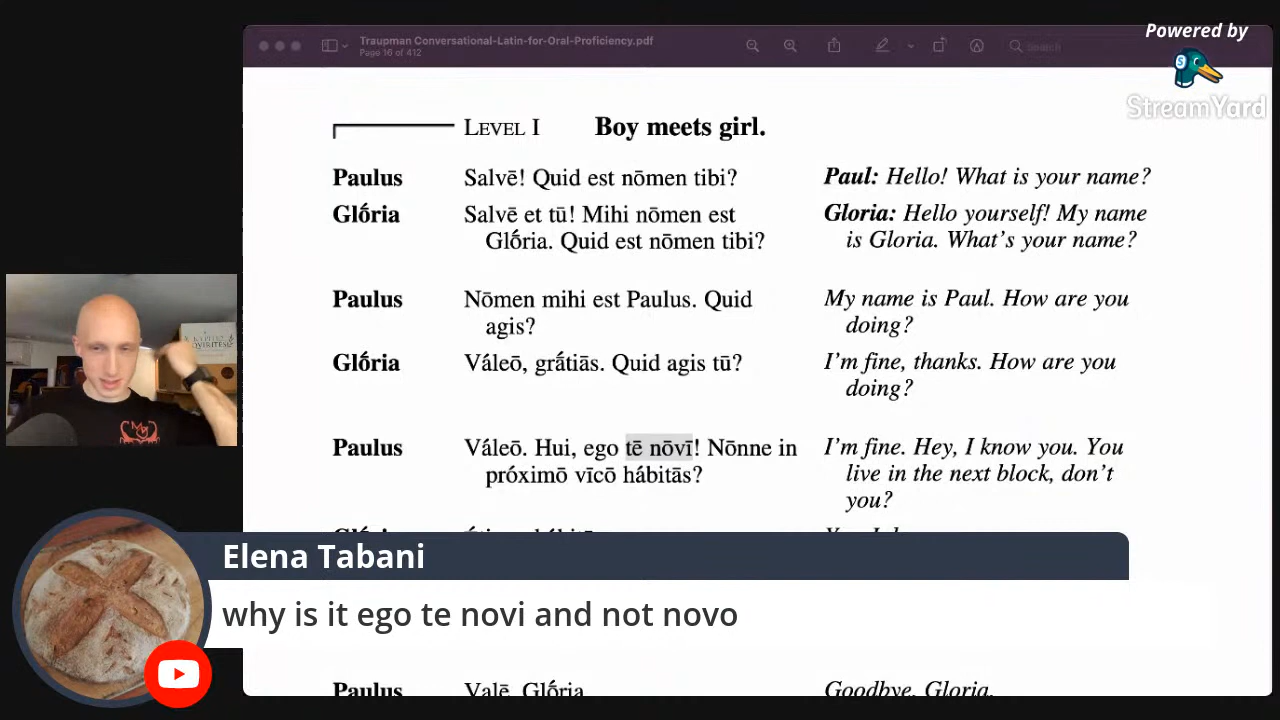 Powered by
StreamYard
Traupman Conversational-Latin-for-Oral-Proficiency.pdf
Page 16 of 412
Search
LEVEL I Boy meets girl.
Paulus Salvē! Quid est nōmen tibi? Paul: Hello! What is your name?
Glṓria Salvē et tū! Mihi nōmen est Gloria: Hello yourself! My name
Glṓria. Quid est nōmen tibi? is Gloria. What's your name?
Paulus Nōmen mihi est Paulus. Quid My name is Paul. How are you
agis? doing?
Glṓria Váleō, grā́tiās. Quid agis tū? I'm fine, thanks. How are you
doing?
Paulus Váleō. Hui, ego tē nōvī! Nōnne in I'm fine. Hey, I know you. You
próximō vīcō hábitās? live in the next block, don't
you?
Elena Tabani
why is it ego te novi and not novo
Paulus Valē, Glṓria. Goodbye, Gloria.